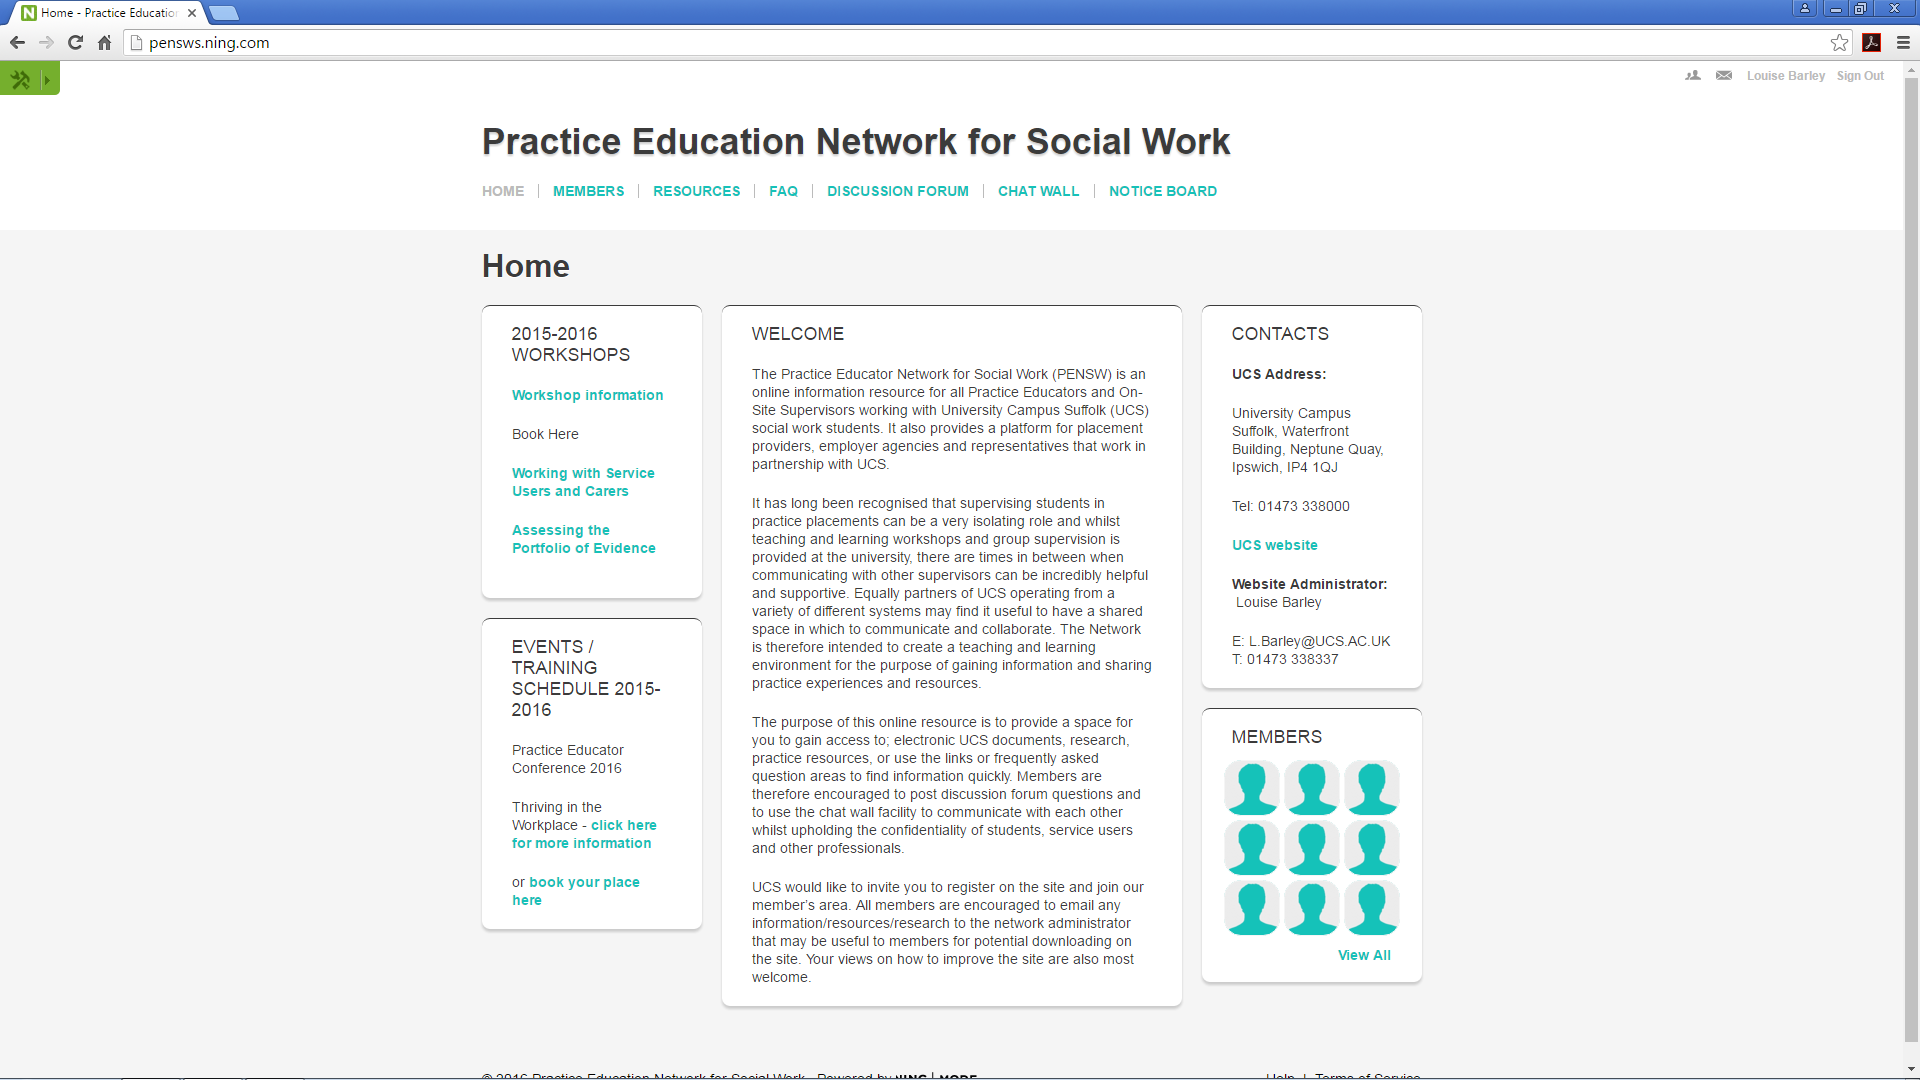 Home - Practice Educatio
pensws.ning.com
Louise Barley Sign Out
Practice Education Network for Social Work
HOME | MEMBERS | RESOURCES | FAQ | DISCUSSION FORUM | CHAT WALL | NOTICE BOARD
Home
2015-2016
WORKSHOPS
Workshop information
Book Here
Working with Service
Users and Carers
Assessing the
Portfolio of Evidence
EVENTS /
TRAINING
SCHEDULE 2015-
2016
Practice Educator
Conference 2016
Thriving in the
Workplace - click here
for more information
or book your place
here
WELCOME
The Practice Educator Network for Social Work (PENSW) is an
online information resource for all Practice Educators and On-
Site Supervisors working with University Campus Suffolk (UCS)
social work students. It also provides a platform for placement
providers, employer agencies and representatives that work in
partnership with UCS.
It has long been recognised that supervising students in
practice placements can be a very isolating role and whilst
teaching and learning workshops and group supervision is
provided at the university, there are times in between when
communicating with other supervisors can be incredibly helpful
and supportive. Equally partners of UCS operating from a
variety of different systems may find it useful to have a shared
space in which to communicate and collaborate. The Network
is therefore intended to create a teaching and learning
environment for the purpose of gaining information and sharing
practice experiences and resources.
The purpose of this online resource is to provide a space for
you to gain access to; electronic UCS documents, research,
practice resources, or use the links or frequently asked
question areas to find information quickly. Members are
therefore encouraged to post discussion forum questions and
to use the chat wall facility to communicate with each other
whilst upholding the confidentiality of students, service users
and other professionals.
UCS would like to invite you to register on the site and join our
member's area. All members are encouraged to email any
information/resources/research to the network administrator
that may be useful to members for potential downloading on
the site. Your views on how to improve the site are also most
welcome.
CONTACTS
UCS Address:
University Campus
Suffolk, Waterfront
Building, Neptune Quay,
Ipswich, IP4 1QJ
Tel: 01473 338000
UCS website
Website Administrator:
Louise Barley
E: L.Barley@UCS.AC.UK
T: 01473 338337
MEMBERS
View All
© 2016 Practice Education Network for Social Work Powered by NING | MODE
Help | Terms of Service